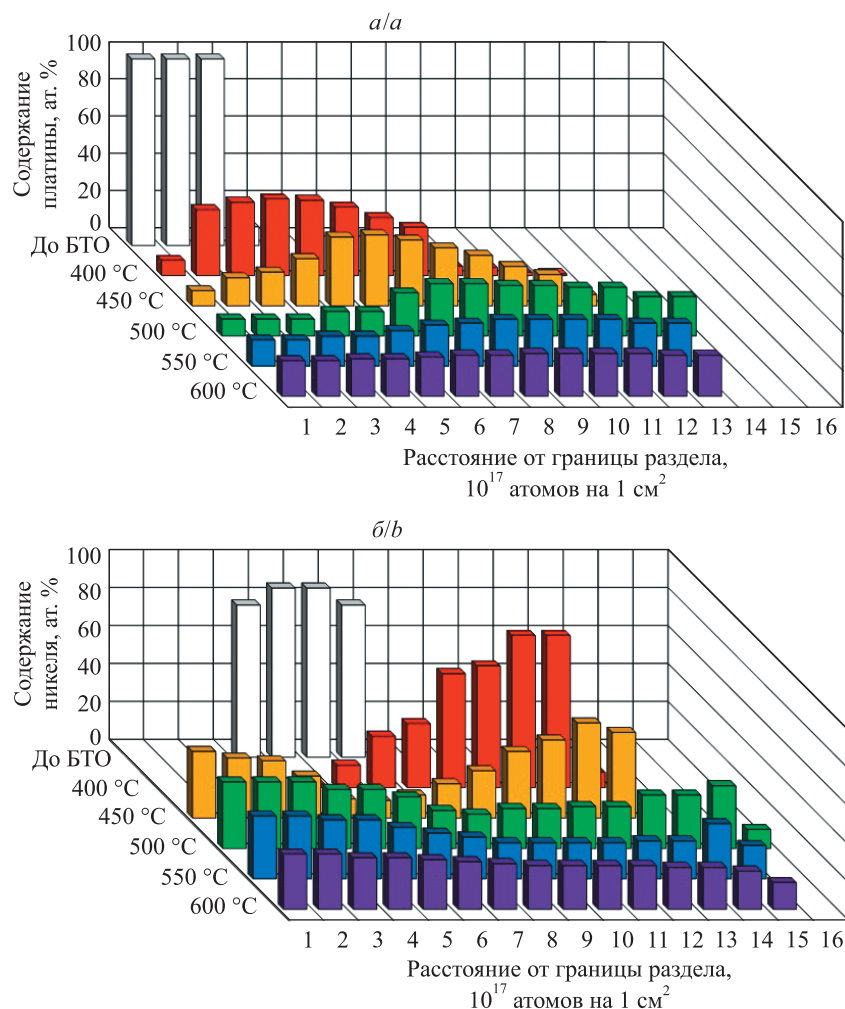 а/a
Содержание
платины, ат. %
100
80
60
40
20
0
До БТО
400 °C
450 °C
500 °C
550 °C
600 °C
1 2 3 4 5 6 7 8 9 10 11 12 13 14 15 16
Расстояние от границы раздела,
10¹⁷ атомов на 1 см²
б/b
Содержание
никеля, ат. %
100
80
60
40
20
0
До БТО
400 °C
450 °C
500 °C
550 °C
600 °C
1 2 3 4 5 6 7 8 9 10 11 12 13 14 15 16
Расстояние от границы раздела,
10¹⁷ атомов на 1 см²